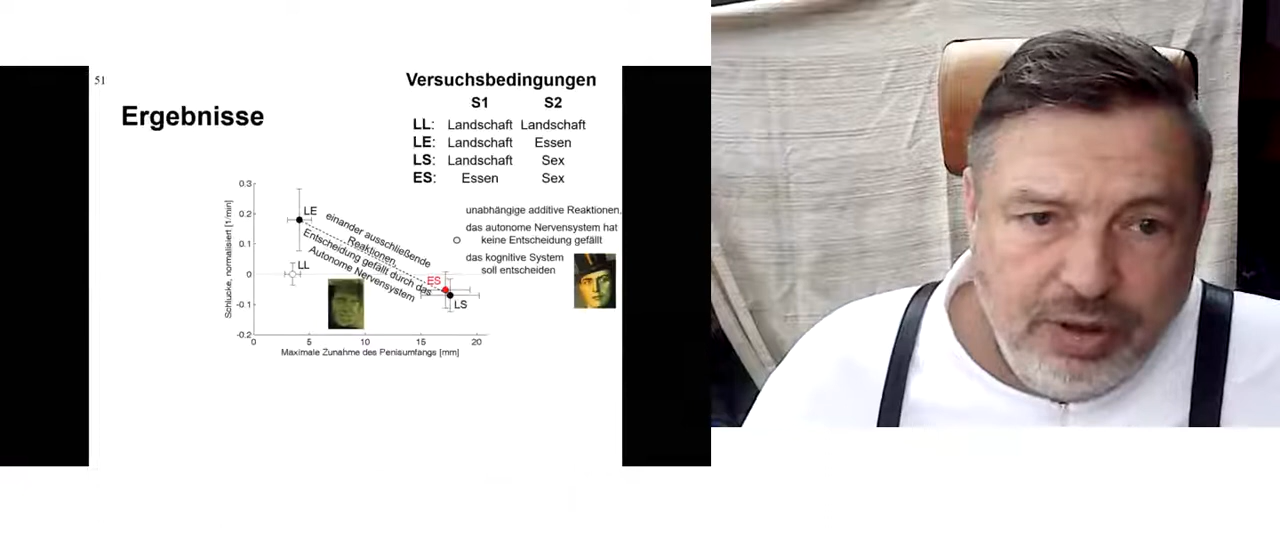 51
Ergebnisse
Versuchsbedingungen
S1 S2
LL: Landschaft Landschaft
LE: Landschaft Essen
LS: Landschaft Sex
ES: Essen Sex
unabhängige additive Reaktionen,
das autonome Nervensystem hat
keine Entscheidung gefällt
das kognitive System
soll entscheiden
Schlucke, normalisiert [1/min]
0.3
0.2
0.1
0
-0.1
-0.2
LE
LL
ES
LS
einander ausschließende
Reaktionen,
Entscheidung gefällt durch das
Autonome Nervensystem
0 5 10 15 20
Maximale Zunahme des Penisumfangs [mm]